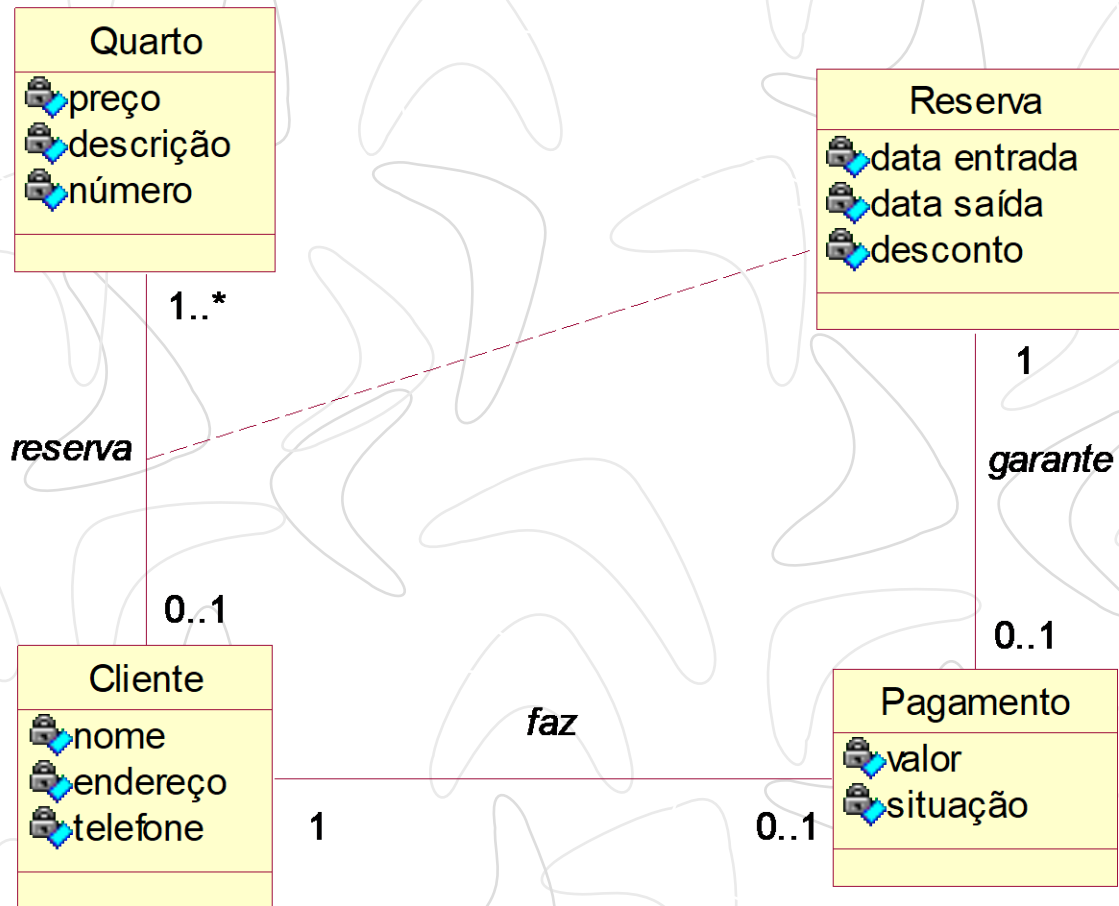 Quarto
preço
descrição
número
1..*
Reserva
data entrada
data saída
desconto
1
reserva
garante
0..1
0..1
Cliente
nome
endereço
telefone
faz
1
0..1
Pagamento
valor
situação